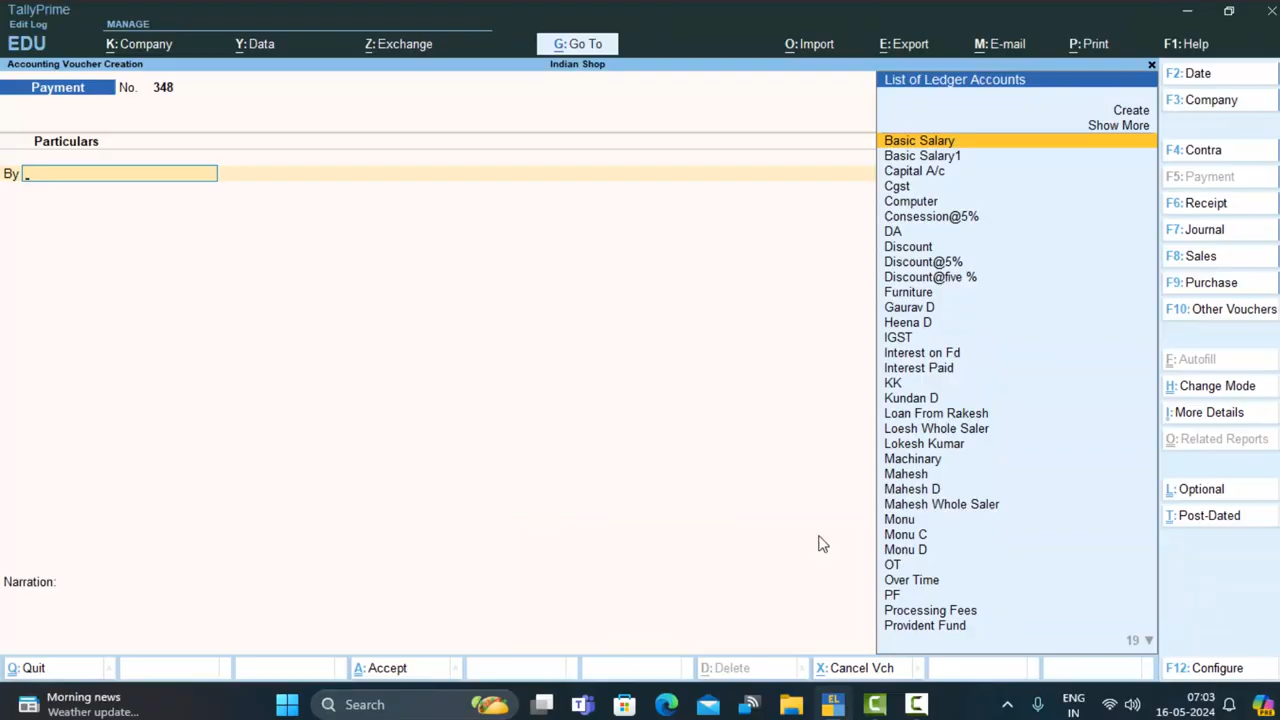 TallyPrime
Edit Log
EDU
MANAGE
K: Company
Y: Data
Z: Exchange
G: Go To
O: Import
E: Export
M: E-mail
P: Print
F1: Help
Accounting Voucher Creation
Indian Shop
Payment No. 348
Particulars
By
Narration:
List of Ledger Accounts
Create
Show More
Basic Salary
Basic Salary1
Capital A/c
Cgst
Computer
Consession@5%
DA
Discount
Discount@5%
Discount@five %
Furniture
Gaurav D
Heena D
IGST
Interest on Fd
Interest Paid
KK
Kundan D
Loan From Rakesh
Loesh Whole Saler
Lokesh Kumar
Machinary
Mahesh
Mahesh D
Mahesh Whole Saler
Monu
Monu C
Monu D
OT
Over Time
PF
Processing Fees
Provident Fund
19
F2: Date
F3: Company
F4: Contra
F5: Payment
F6: Receipt
F7: Journal
F8: Sales
F9: Purchase
F10: Other Vouchers
F: Autofill
H: Change Mode
I: More Details
O: Related Reports
L: Optional
T: Post-Dated
Q: Quit
A: Accept
D: Delete
X: Cancel Vch
F12: Configure
Morning news
Weather update...
Search
EL
ENG
IN
07:03
16-05-2024
PRE